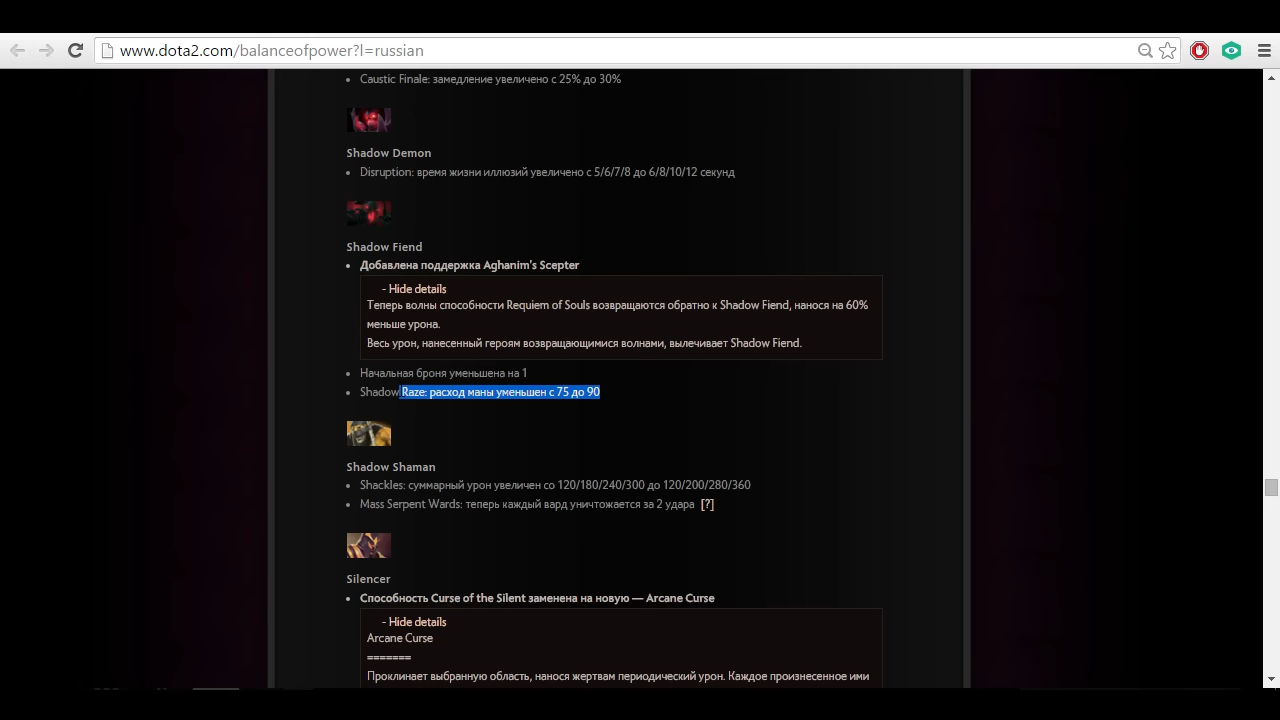 www.dota2.com/balanceofpower?l=russian
• Caustic Finale: замедление увеличено с 25% до 30%
Shadow Demon
• Disruption: время жизни иллюзий увеличено с 5/6/7/8 до 6/8/10/12 секунд
Shadow Fiend
• Добавлена поддержка Aghanim's Scepter
- Hide details
Теперь волны способности Requiem of Souls возвращаются обратно к Shadow Fiend, нанося на 60%
меньше урона.
Весь урон, нанесенный героям возвращающимися волнами, вылечивает Shadow Fiend.
• Начальная броня уменьшена на 1
• Shadow Raze: расход маны уменьшен с 75 до 90
Shadow Shaman
• Shackles: суммарный урон увеличен со 120/180/240/300 до 120/200/280/360
• Mass Serpent Wards: теперь каждый вард уничтожается за 2 удара [?]
Silencer
• Способность Curse of the Silent заменена на новую — Arcane Curse
- Hide details
Arcane Curse
=======
Проклинает выбранную область, нанося жертвам периодический урон. Каждое произнесенное ими